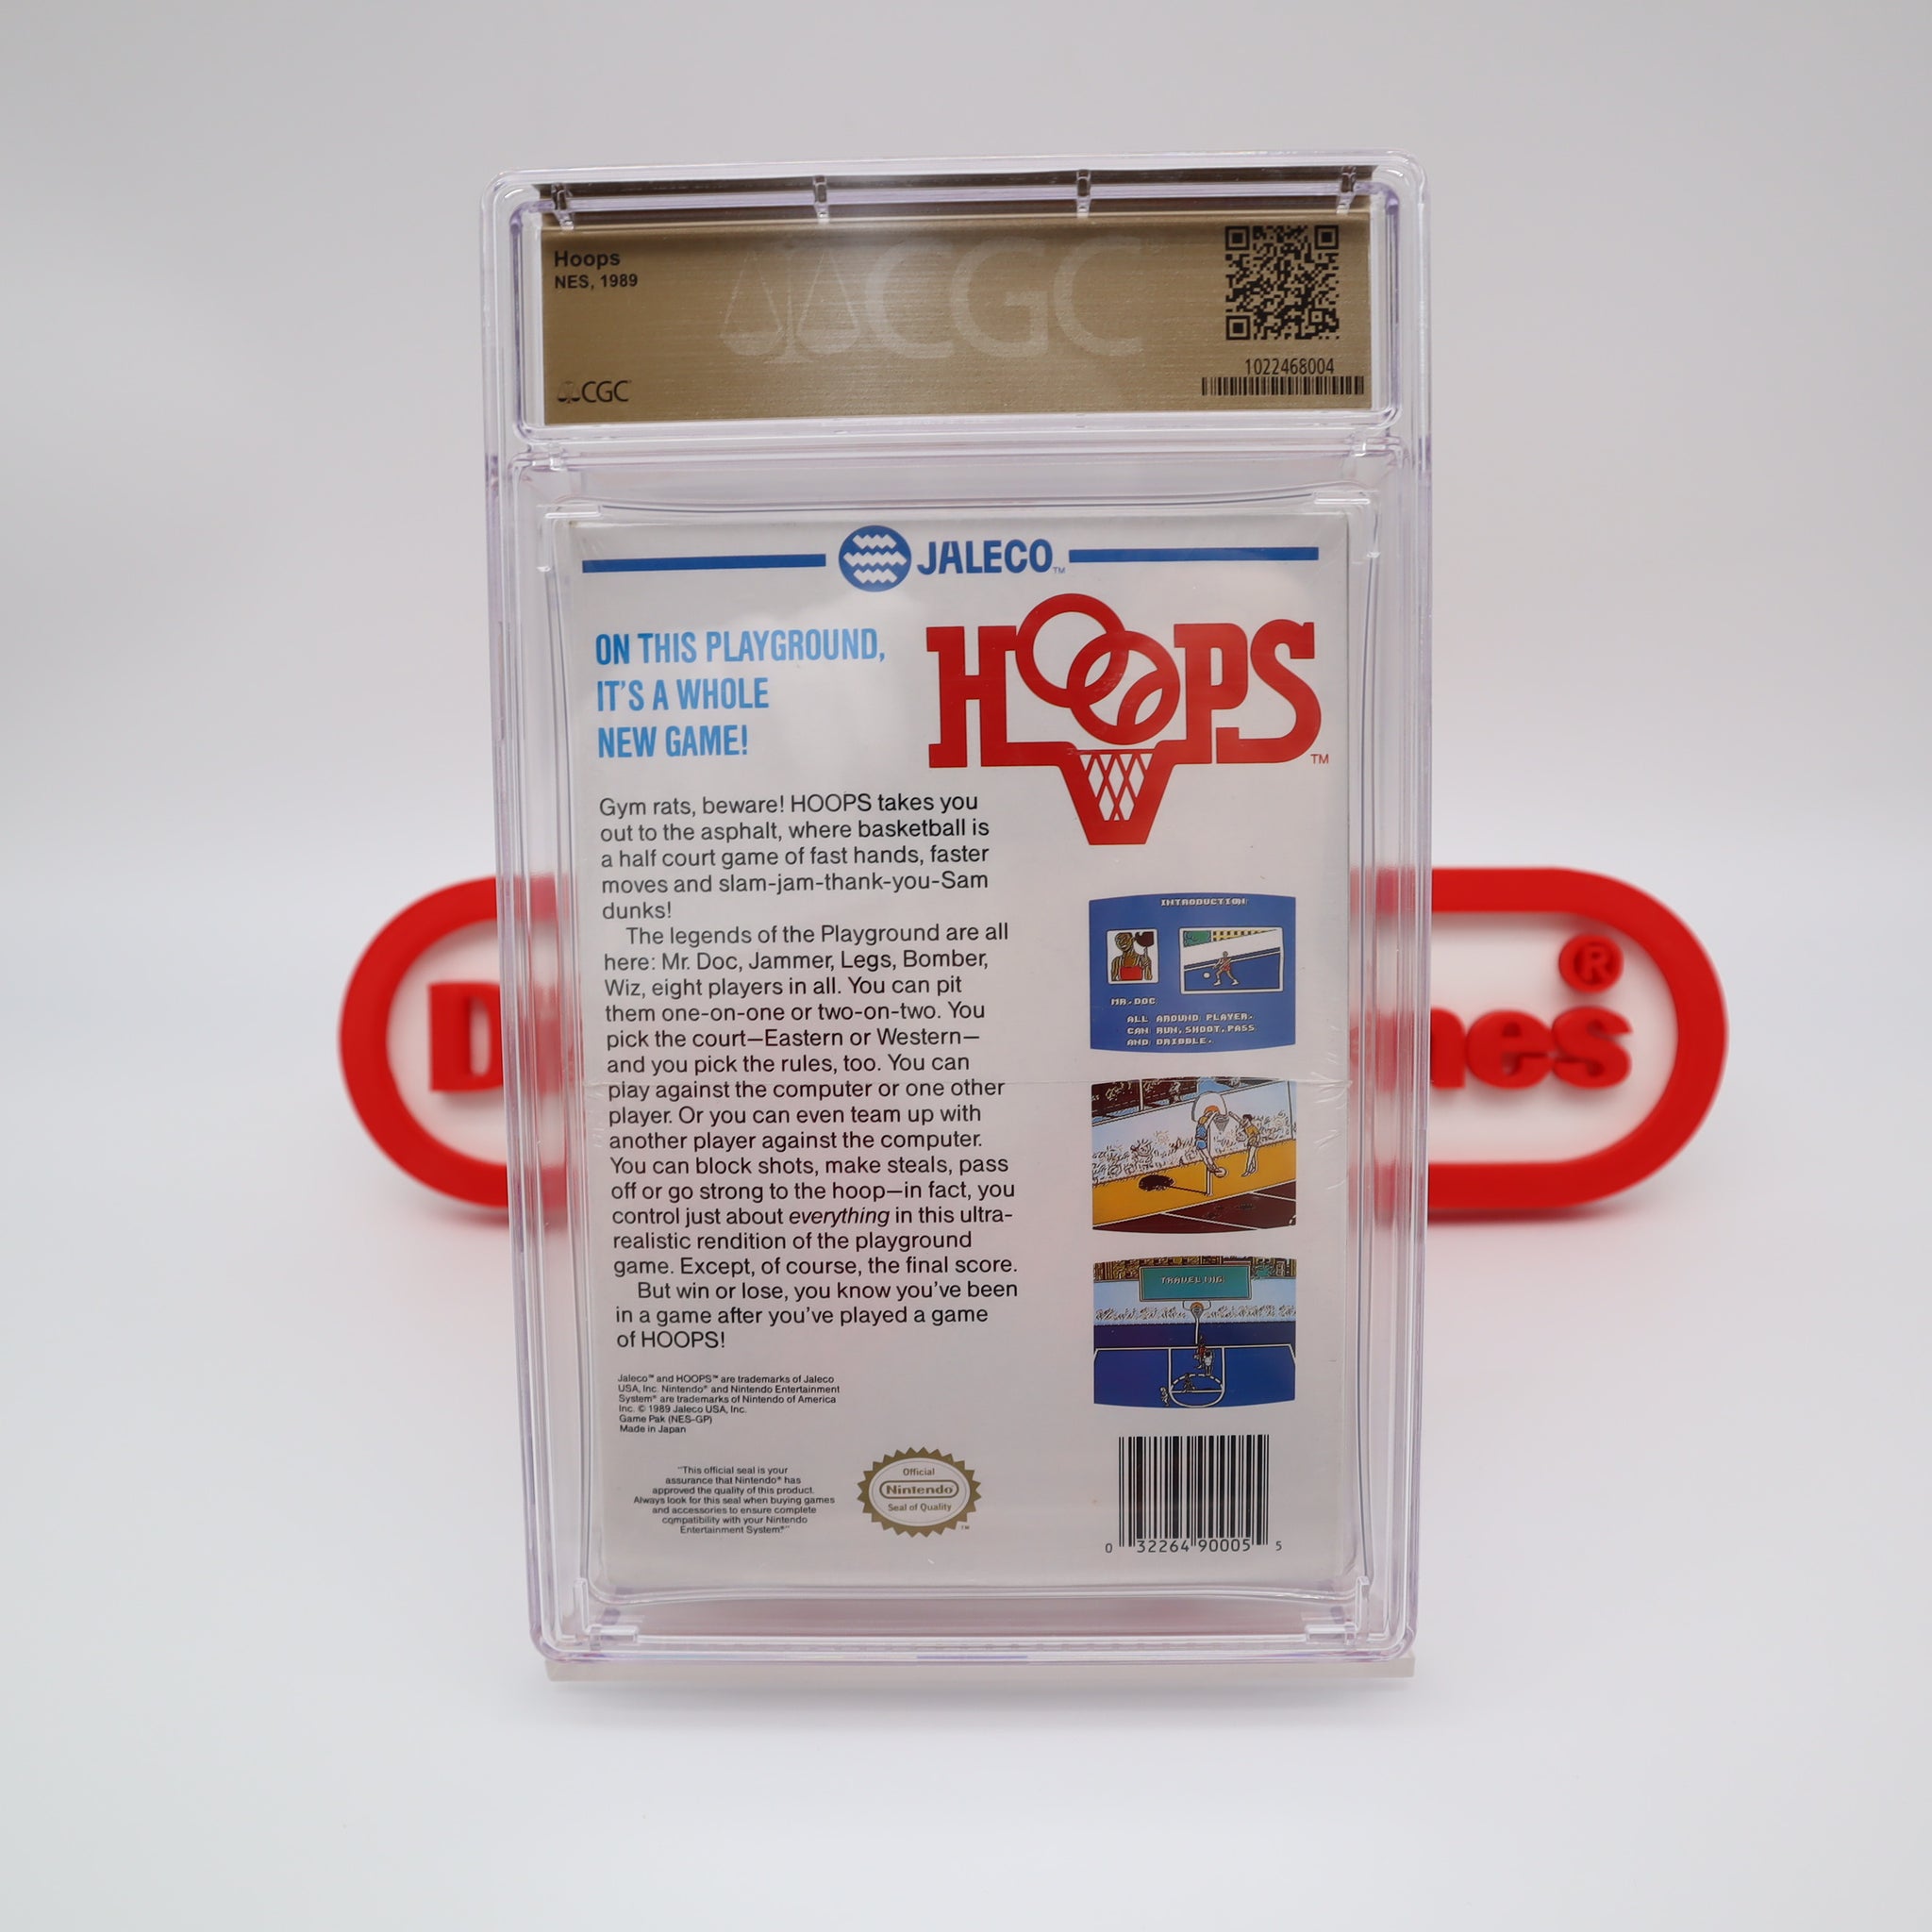 Hoops
NES, 1989
CGC
CGC
1022468004
JALECO™
ON THIS PLAYGROUND,
IT'S A WHOLE
NEW GAME!
HOOPS™
Gym rats, beware! HOOPS takes you
out to the asphalt, where basketball is
a half court game of fast hands, faster
moves and slam-jam-thank-you-Sam
dunks!
The legends of the Playground are all
here: Mr. Doc, Jammer, Legs, Bomber,
Wiz, eight players in all. You can pit
them one-on-one or two-on-two. You
pick the court—Eastern or Western—
and you pick the rules, too. You can
play against the computer or one other
player. Or you can even team up with
another player against the computer.
You can block shots, make steals, pass
off or go strong to the hoop—in fact, you
control just about everything in this ultra-
realistic rendition of the playground
game. Except, of course, the final score.
But win or lose, you know you've been
in a game after you've played a game
of HOOPS!
INTRODUCTION
MR.DOC
ALL AROUND PLAYER.
CAN RUN,SHOOT,PASS
AND DRIBBLE.
TRAVELING
Jaleco™ and HOOPS™ are trademarks of Jaleco
USA, Inc. Nintendo® and Nintendo Entertainment
System® are trademarks of Nintendo of America
Inc. © 1989 Jaleco USA, Inc.
Game Pak (NES-GP)
Made in Japan
"This official seal is your
assurance that Nintendo® has
approved the quality of this product.
Always look for this seal when buying games
and accessories to ensure complete
compatibility with your Nintendo
Entertainment System®"
Official
Nintendo
Seal of Quality
™
0 32264 90005 5
D
nes®